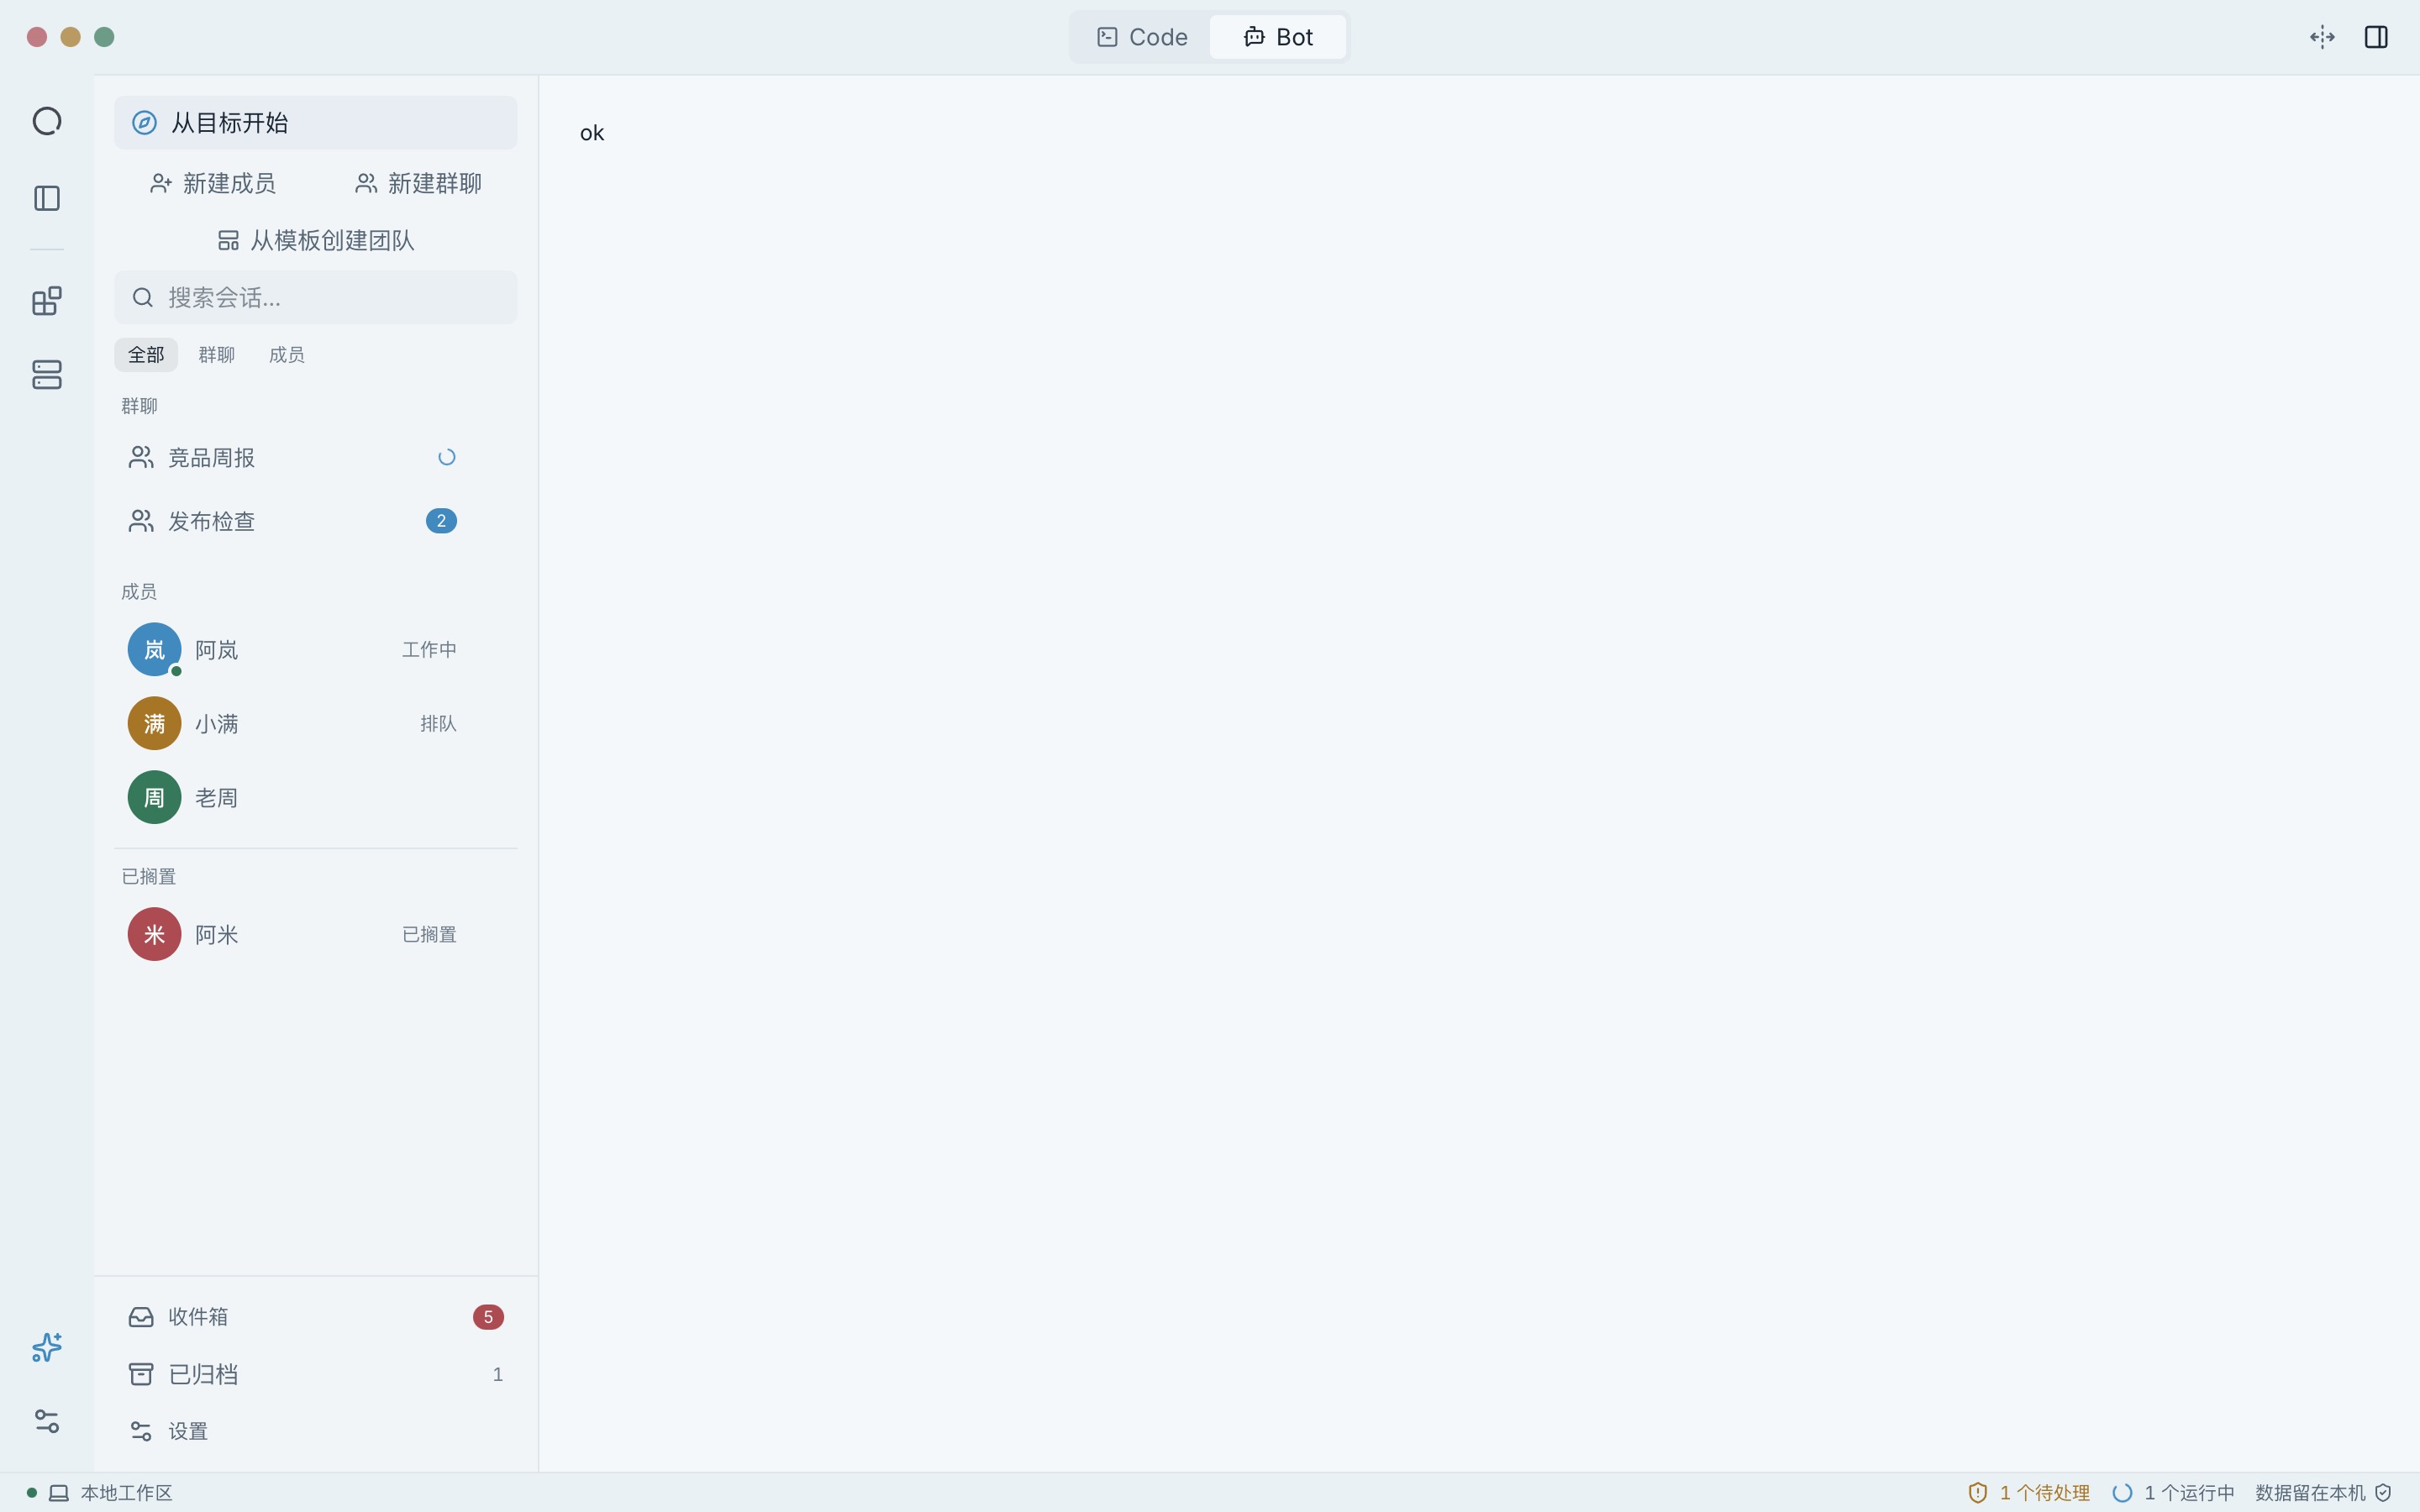 Code
Bot
从目标开始
ok
新建成员
新建群聊
从模板创建团队
搜索会话...
全部 群聊 成员
群聊
竞品周报
发布检查 2
成员
岚 阿岚 工作中
满 小满 排队
周 老周
已搁置
米 阿米 已搁置
收件箱 5
已归档 1
设置
本地工作区
1 个待处理
1 个运行中
数据留在本机